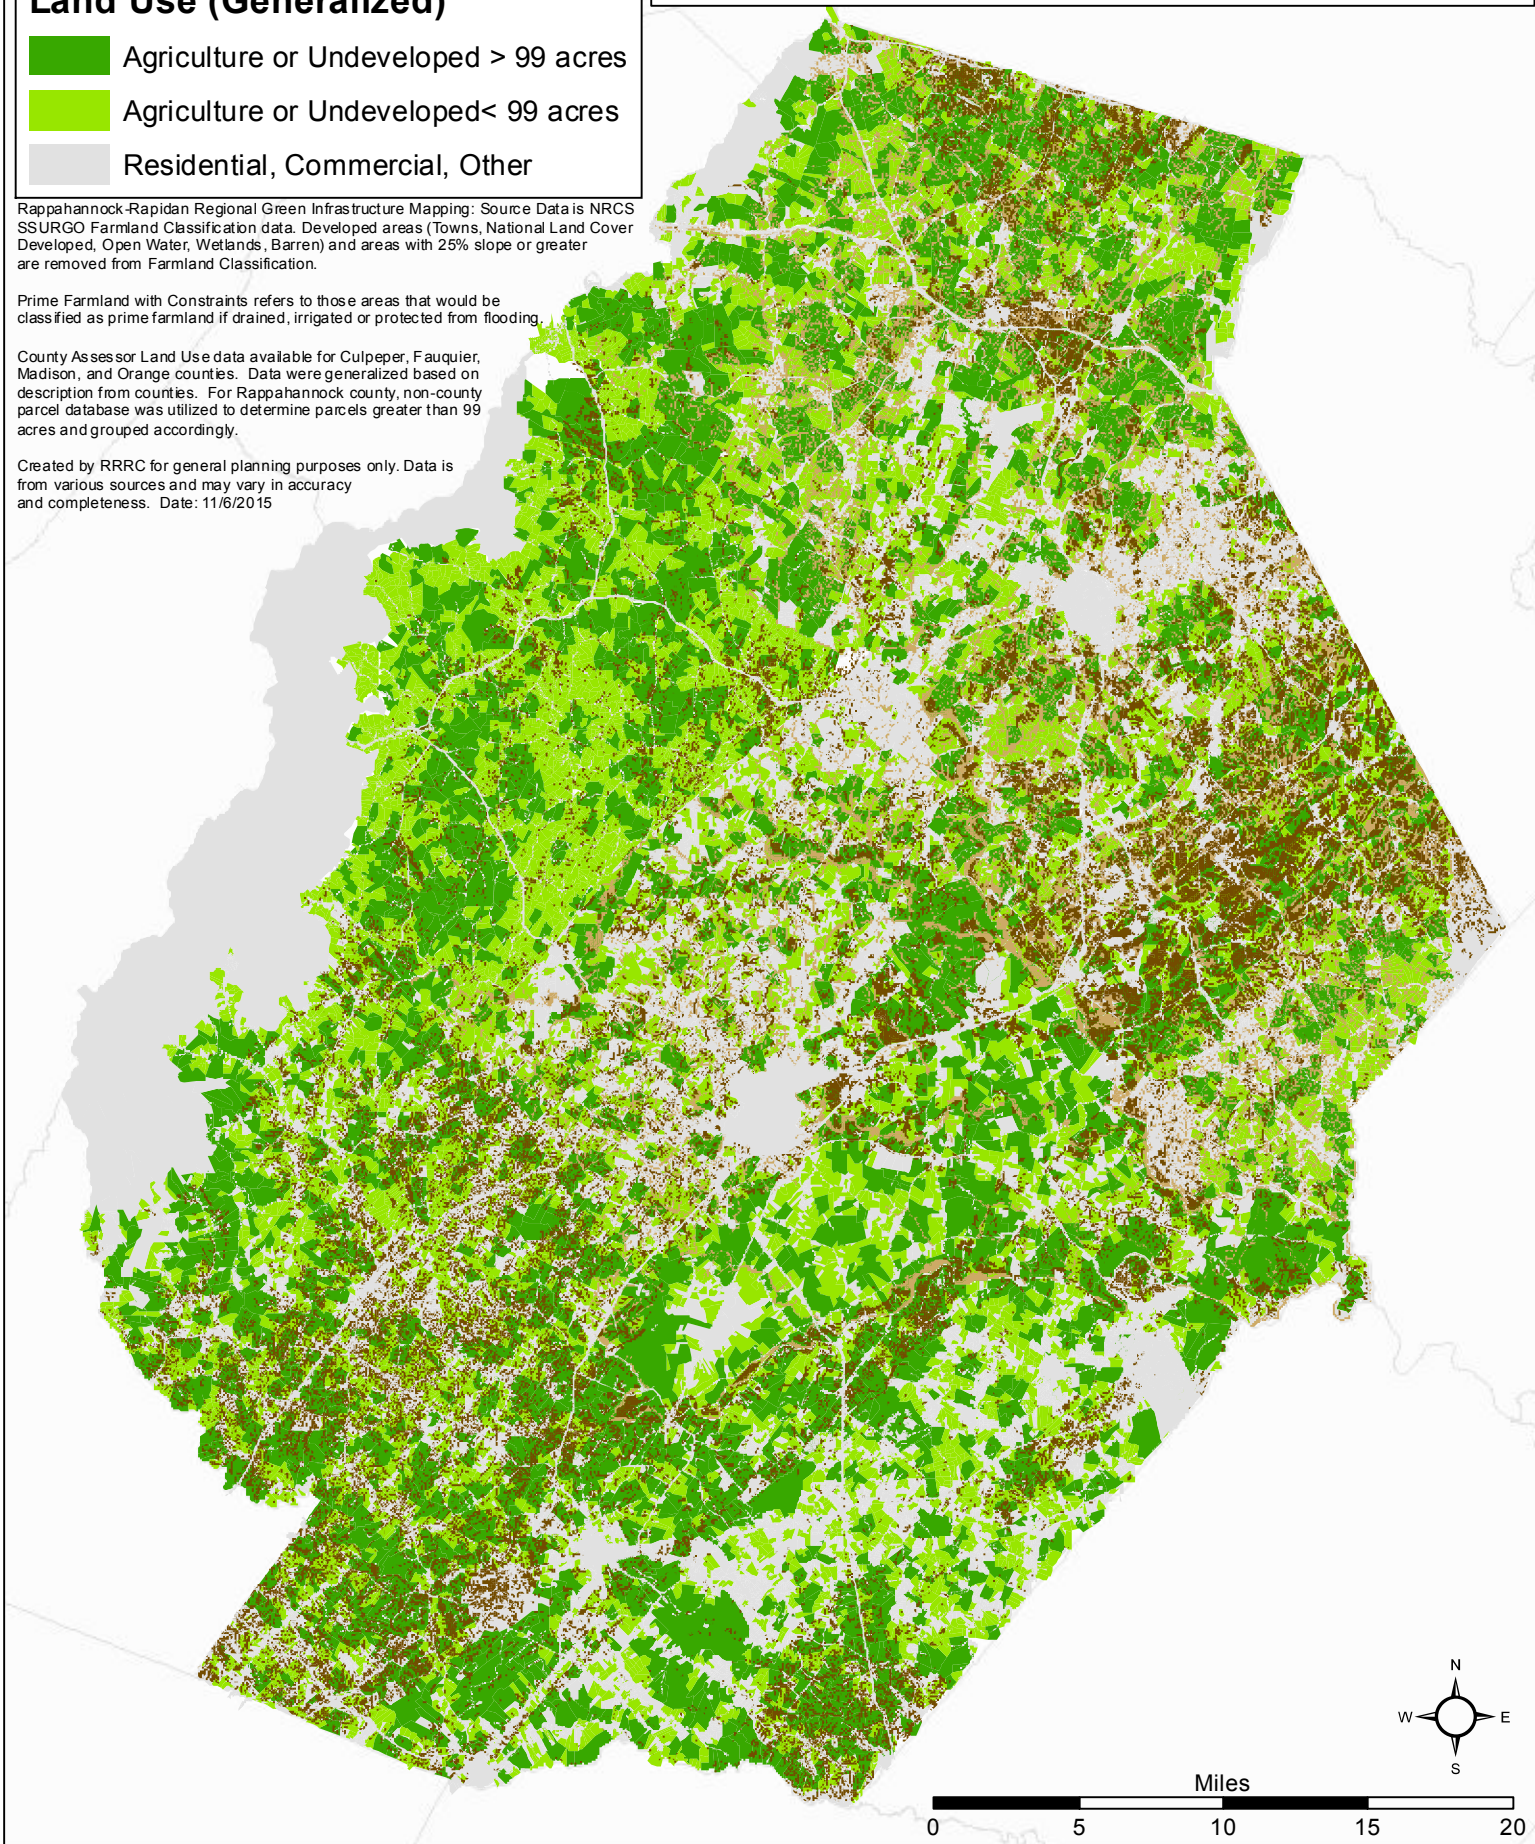 Land Use (Generalized)
Agriculture or Undeveloped > 99 acres
Agriculture or Undeveloped< 99 acres
Residential, Commercial, Other
Rappahannock-Rapidan Regional Green Infrastructure Mapping: Source Data is NRCS
SSURGO Farmland Classification data. Developed areas (Towns, National Land Cover
Developed, Open Water, Wetlands, Barren) and areas with 25% slope or greater
are removed from Farmland Classification.
Prime Farmland with Constraints refers to those areas that would be
classified as prime farmland if drained, irrigated or protected from flooding.
County Assessor Land Use data available for Culpeper, Fauquier,
Madison, and Orange counties. Data were generalized based on
description from counties. For Rappahannock county, non-county
parcel database was utilized to determine parcels greater than 99
acres and grouped accordingly.
Created by RRRC for general planning purposes only. Data is
from various sources and may vary in accuracy
and completeness. Date: 11/6/2015
N
W E
S
Miles
0 5 10 15 20